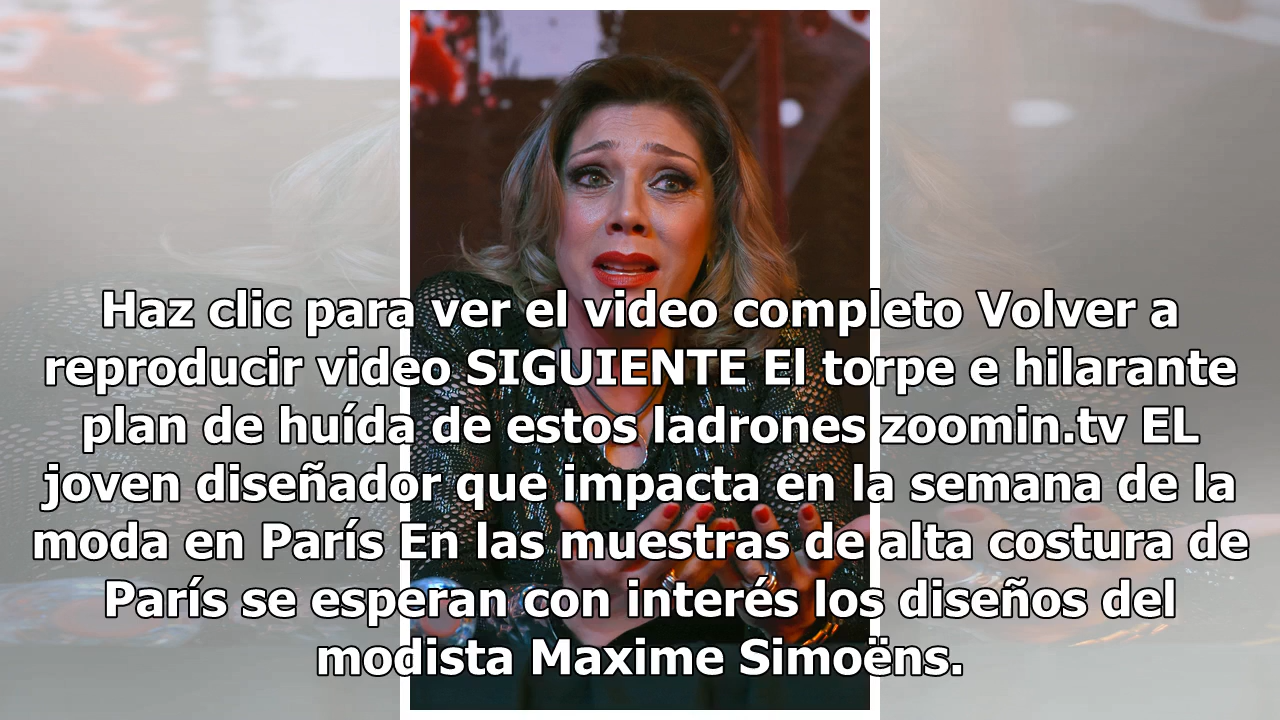 Haz clic para ver el video completo Volver a
reproducir video SIGUIENTE El torpe e hilarante
plan de huída de estos ladrones zoomin.tv EL
joven diseñador que impacta en la semana de la
moda en París En las muestras de alta costura de
París se esperan con interés los diseños del
modista Maxime Simoëns.